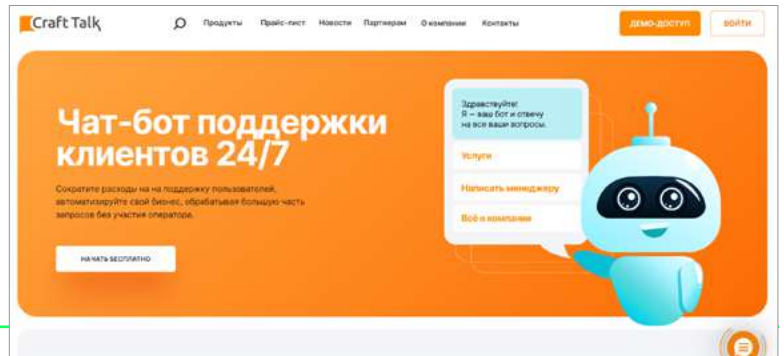 Craft Talk
Продукты Прайс-лист Новости Партнерам О компании Контакты
ДЕМО-ДОСТУП
ВОЙТИ
Чат-бот поддержки
клиентов 24/7
Сократите расходы на на поддержку пользователей,
автоматизируйте свой бизнес, обрабатывая большую часть
запросов без участия оператора.
НАЧАТЬ БЕСПЛАТНО
Здравствуйте!
Я – ваш бот и отвечу
на все ваши вопросы.
Услуги
Написать менеджеру
Всё о компании